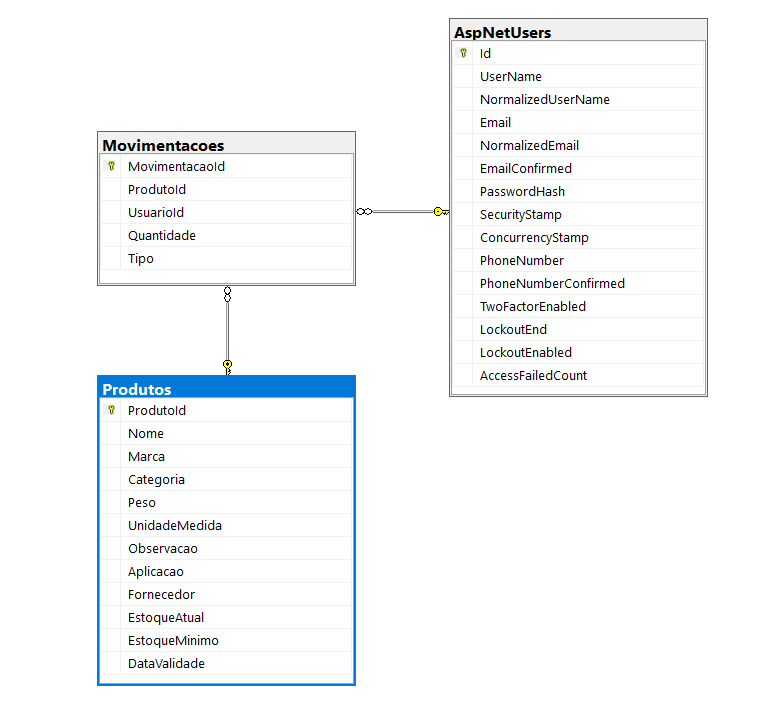 AspNetUsers
Id
UserName
NormalizedUserName
Email
NormalizedEmail
EmailConfirmed
PasswordHash
SecurityStamp
ConcurrencyStamp
PhoneNumber
PhoneNumberConfirmed
TwoFactorEnabled
LockoutEnd
LockoutEnabled
AccessFailedCount
Movimentacoes
MovimentacaoId
ProdutoId
UsuarioId
Quantidade
Tipo
Produtos
ProdutoId
Nome
Marca
Categoria
Peso
UnidadeMedida
Observacao
Aplicacao
Fornecedor
EstoqueAtual
EstoqueMinimo
DataValidade